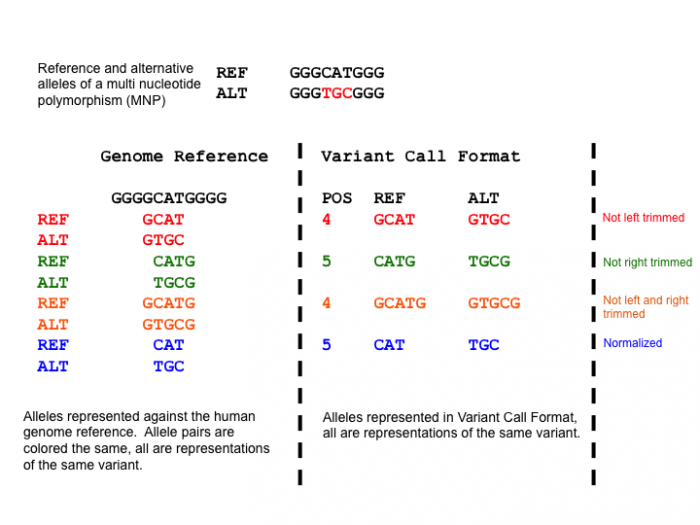 Reference and alternative
alleles of a multi nucleotide
polymorphism (MNP)
REF GGGCATGGG
ALT GGGTGCGGG
Genome Reference
GGGGCATGGGG
REF GCAT
ALT GTGC
REF CATG
ALT TGCG
REF GCATG
ALT GTGCG
REF CAT
ALT TGC
Alleles represented against the human
genome reference. Allele pairs are
colored the same, all are representations
of the same variant.
Variant Call Format
POS REF ALT
4 GCAT GTGC
5 CATG TGCG
4 GCATG GTGCG
5 CAT TGC
Alleles represented in Variant Call Format,
all are representations of the same variant.
Not left trimmed
Not right trimmed
Not left and right
trimmed
Normalized